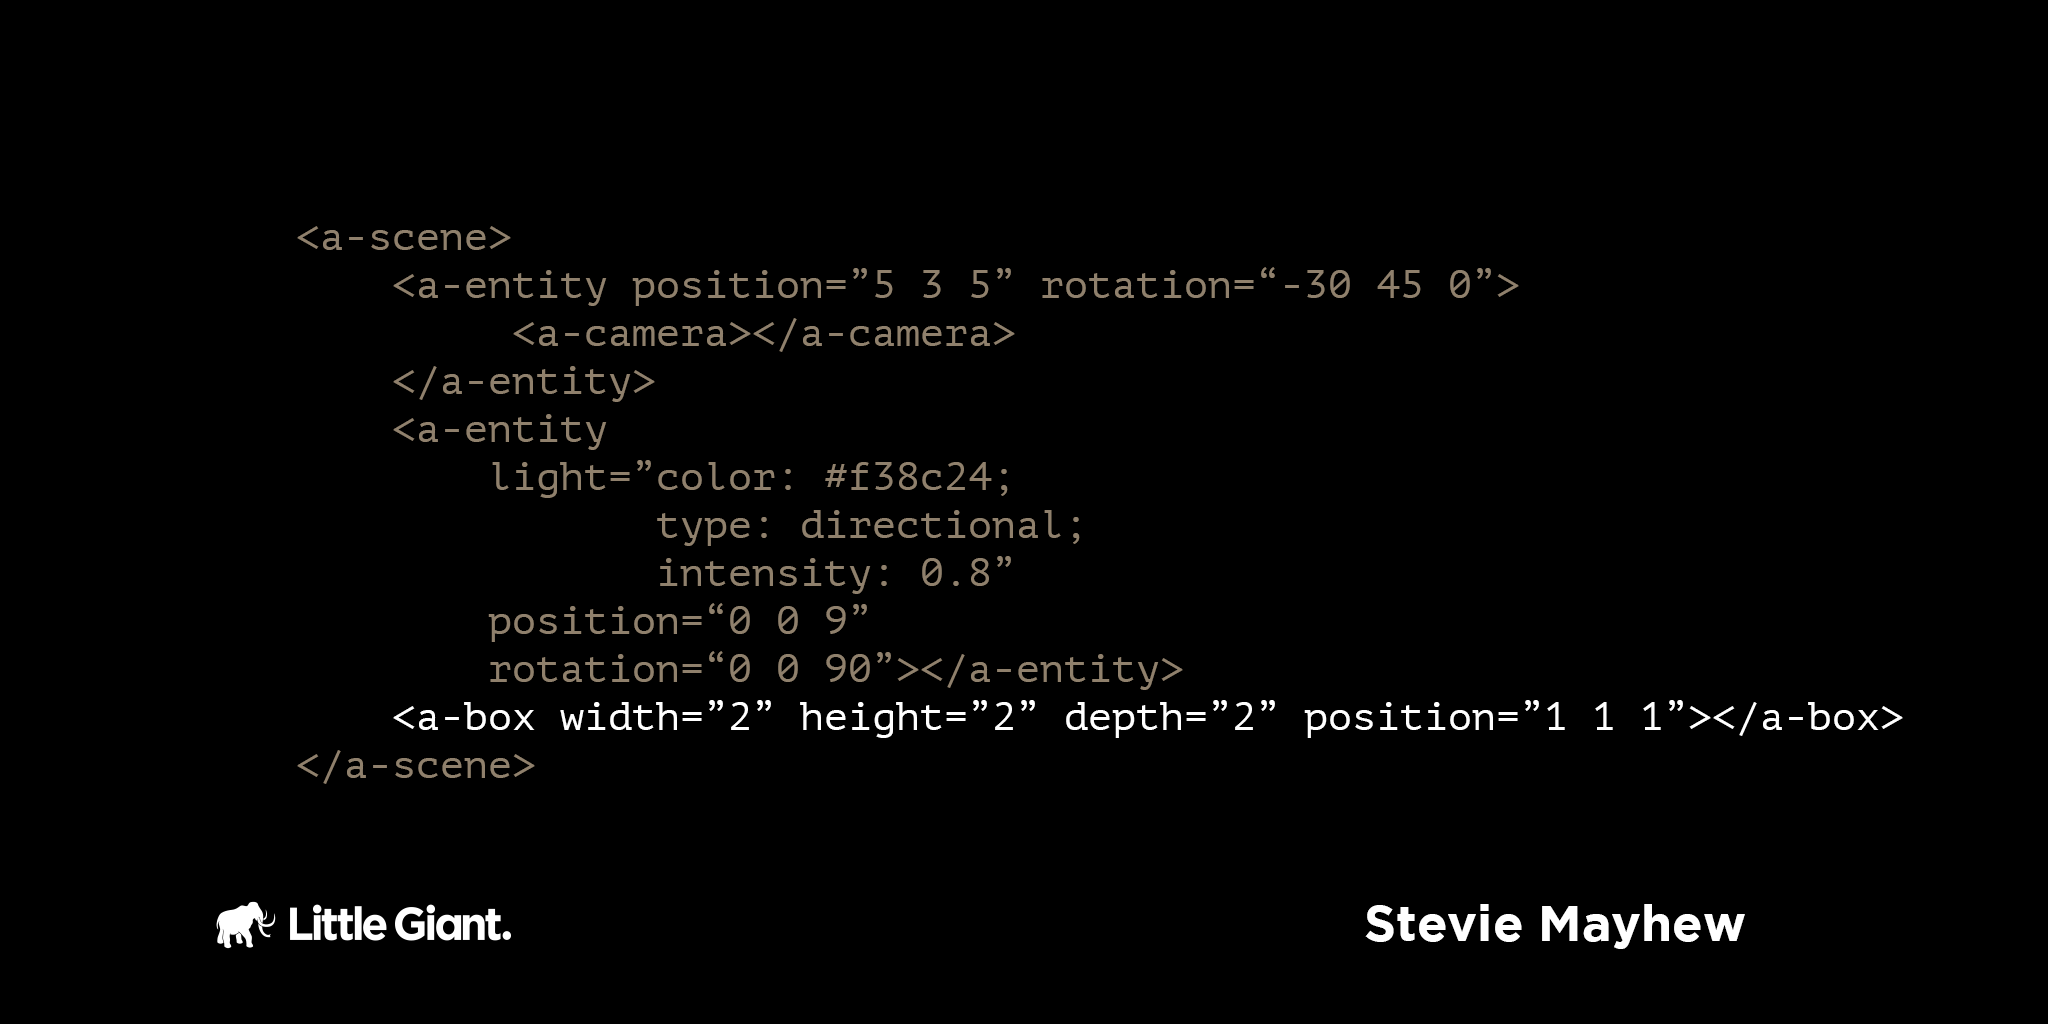 <a-scene>
    <a-entity position=”5 3 5” rotation=“-30 45 0”>
         <a-camera></a-camera>
    </a-entity>
    <a-entity
        light=”color: #f38c24;
               type: directional;
               intensity: 0.8”
        position=“0 0 9”
        rotation=“0 0 90”></a-entity>
    <a-box width=”2” height=”2” depth=”2” position=”1 1 1”></a-box>
</a-scene>
Little Giant.
Stevie Mayhew